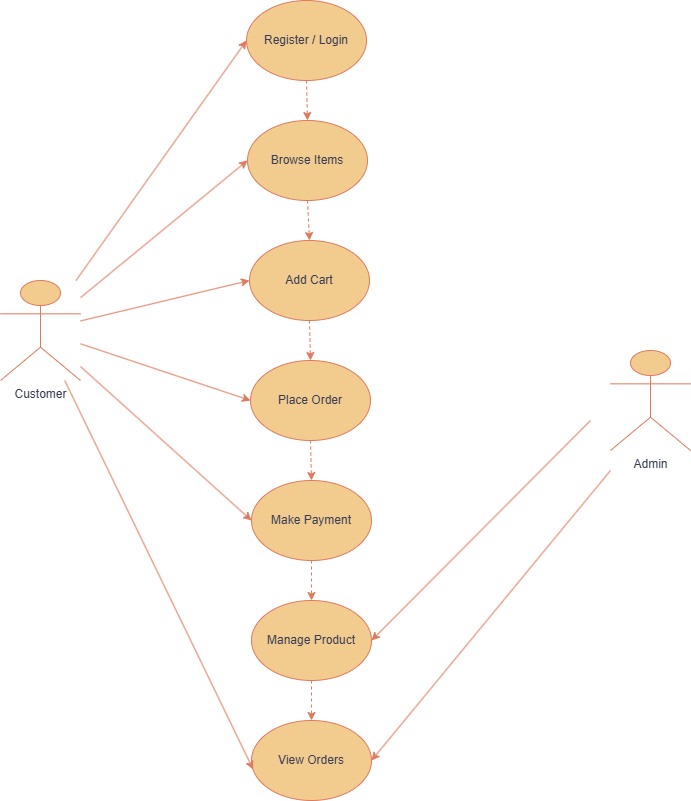 Register / Login
Browse Items
Add Cart
Customer
Place Order
Admin
Make Payment
Manage Product
View Orders